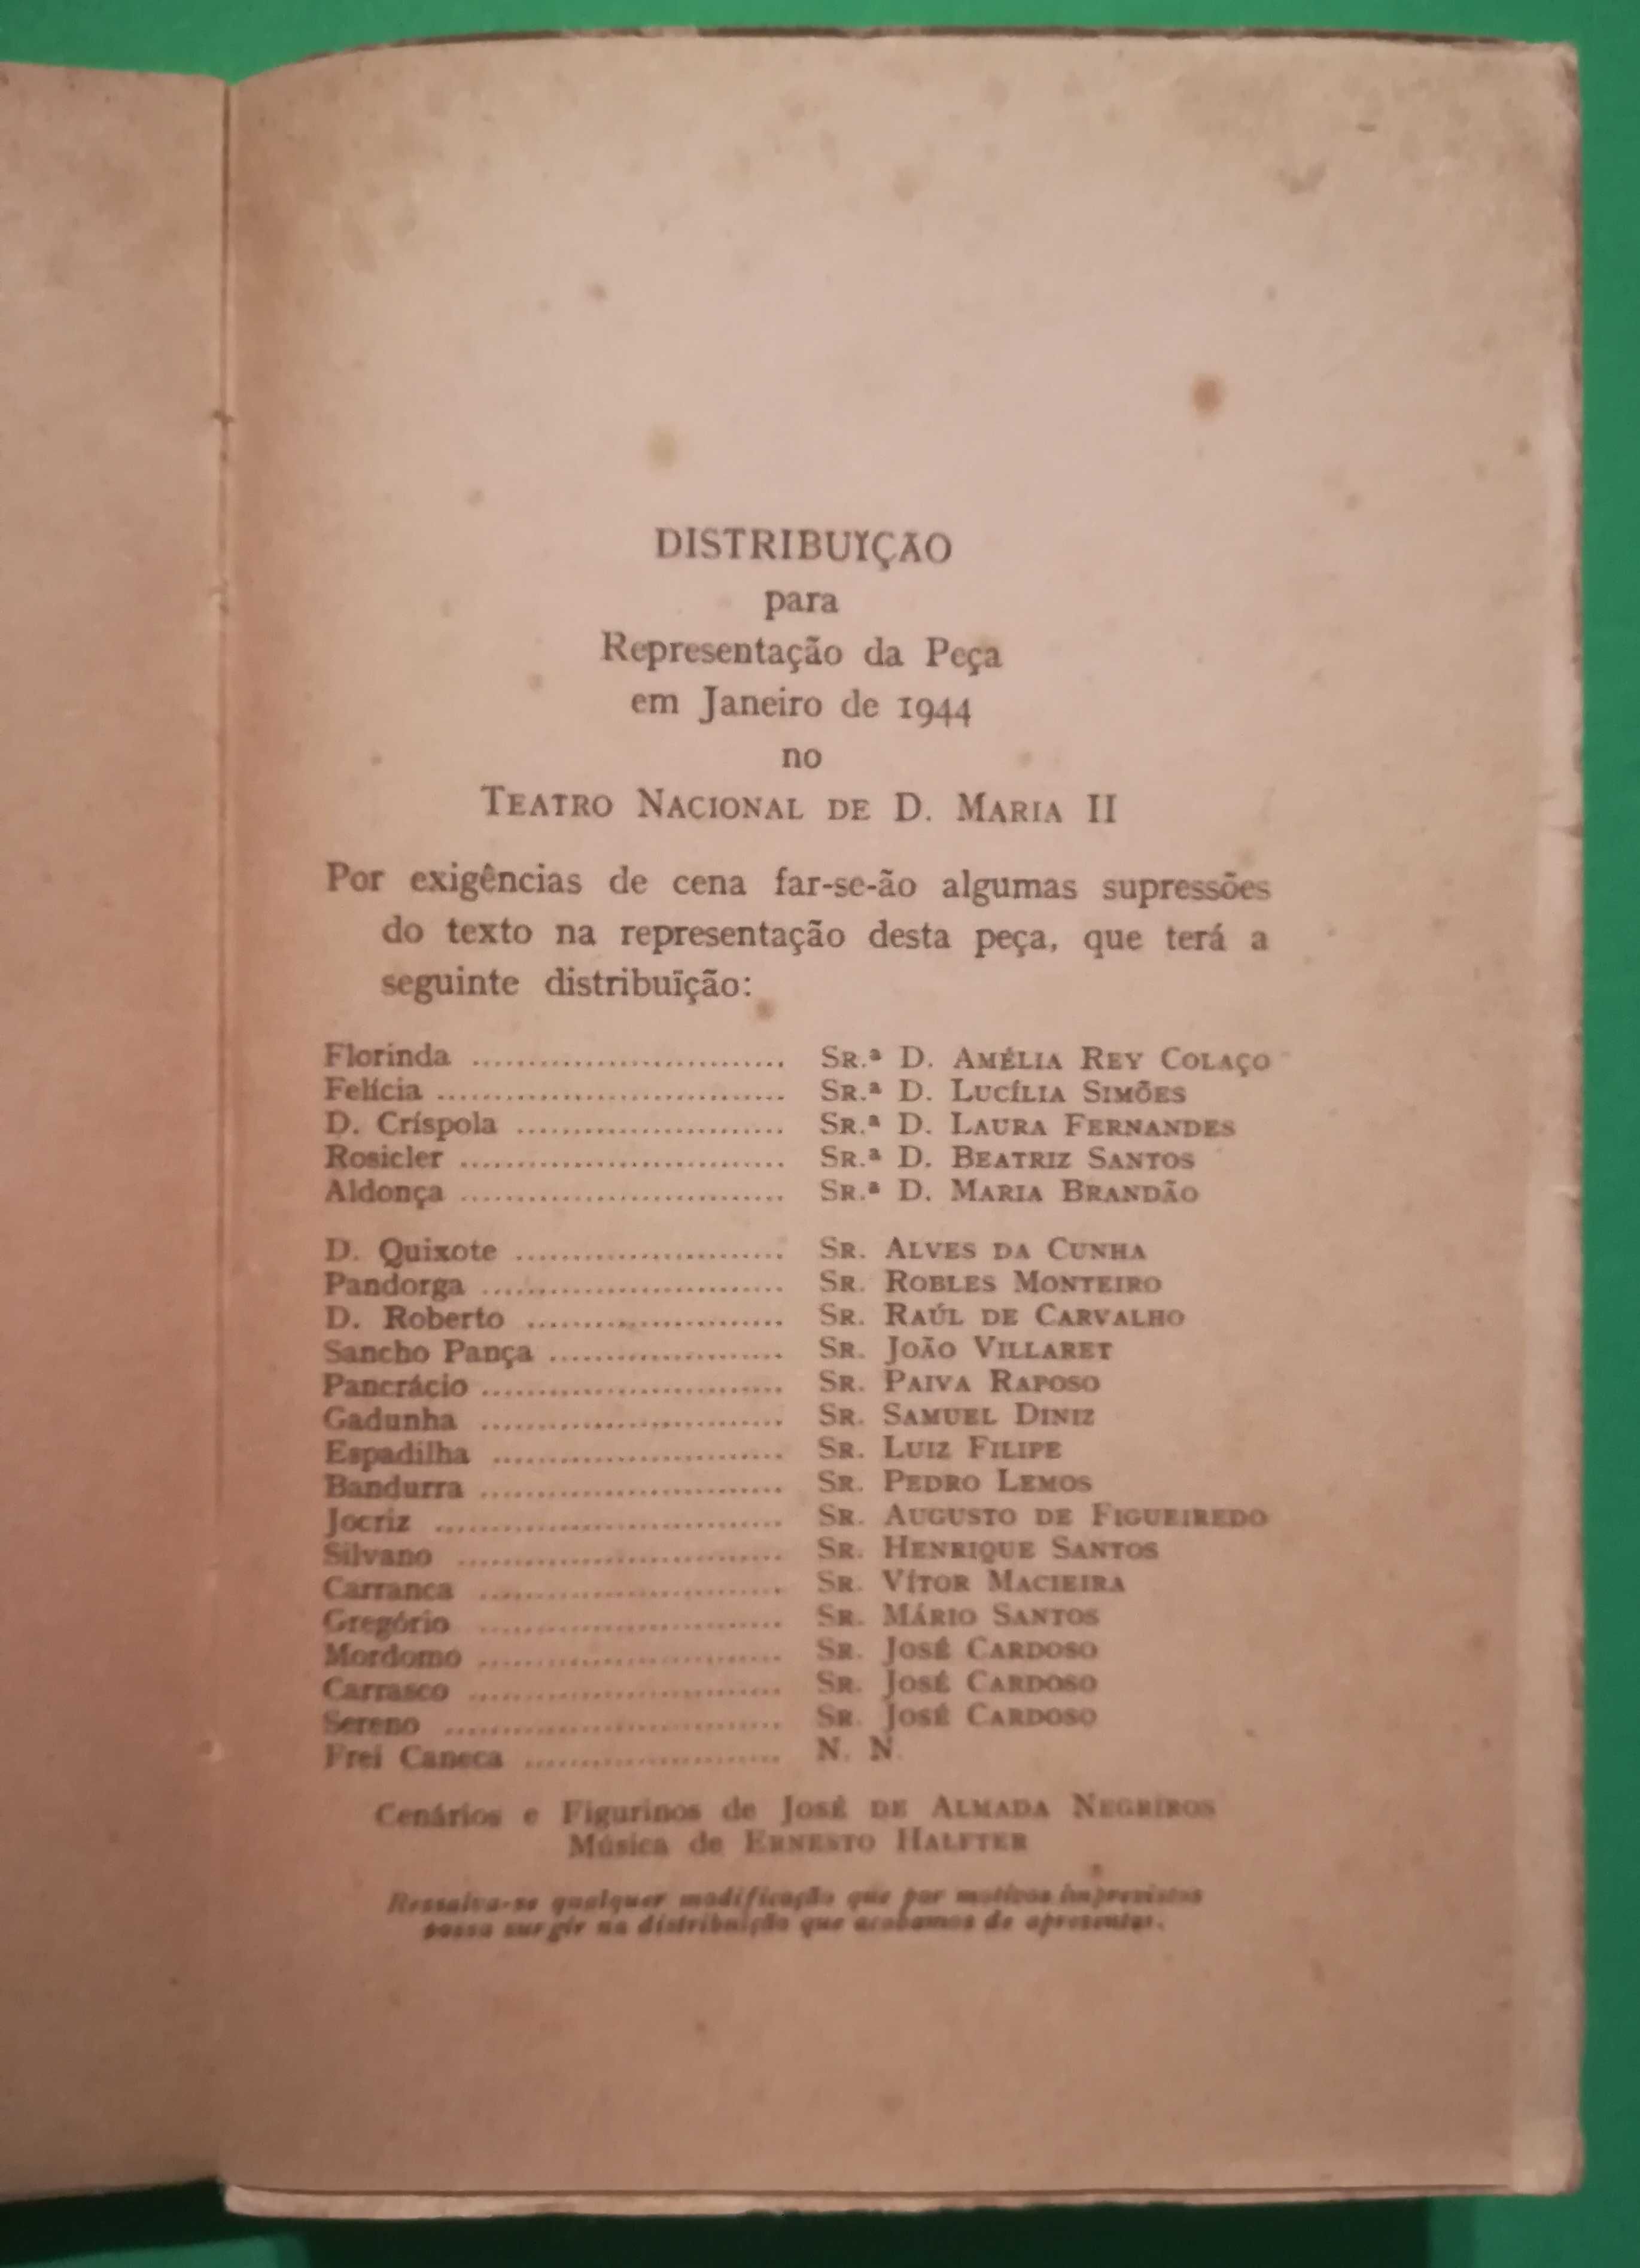 DISTRIBUÏÇÃO
para
Representação da Peça
em Janeiro de 1944
no
TEATRO NACIONAL DE D. MARIA II
Por exigências de cena far-se-ão algumas supressões
do texto na representação desta peça, que terá a
seguinte distribuïção:
Florinda ............................ SR.ª D. AMÉLIA REY COLAÇO
Felícia ............................... SR.ª D. LUCÍLIA SIMÕES
D. Críspola ........................ SR.ª D. LAURA FERNANDES
Rosicler ............................. SR.ª D. BEATRIZ SANTOS
Aldonça ............................. SR.ª D. MARIA BRANDÃO
D. Quixote ........................ SR. ALVES DA CUNHA
Pandorga ........................... SR. ROBLES MONTEIRO
D. Roberto ....................... SR. RAÚL DE CARVALHO
Sancho Pança ..................... SR. JOÃO VILLARET
Pancrácio ........................... SR. PAIVA RAPOSO
Gadunha ........................... SR. SAMUEL DINIZ
Espadilha .......................... SR. LUIZ FILIPE
Bandurra ........................... SR. PEDRO LEMOS
Jocriz ............................... SR. AUGUSTO DE FIGUEIREDO
Silvano ............................. SR. HENRIQUE SANTOS
Carranca ........................... SR. VÍTOR MACIEIRA
Gregório ........................... SR. MÁRIO SANTOS
Mordomo ........................... SR. JOSÉ CARDOSO
Carrasco ............................ SR. JOSÉ CARDOSO
Sereno .............................. SR. JOSÉ CARDOSO
Frei Caneca ....................... N. N.
Cenários e Figurinos de JOSÉ DE ALMADA NEGREIROS
Música de ERNESTO HALFTER
Ressalva-se qualquer modificação que por motivos imprevistos
possa surgir na distribuïção que acabamos de apresentar.